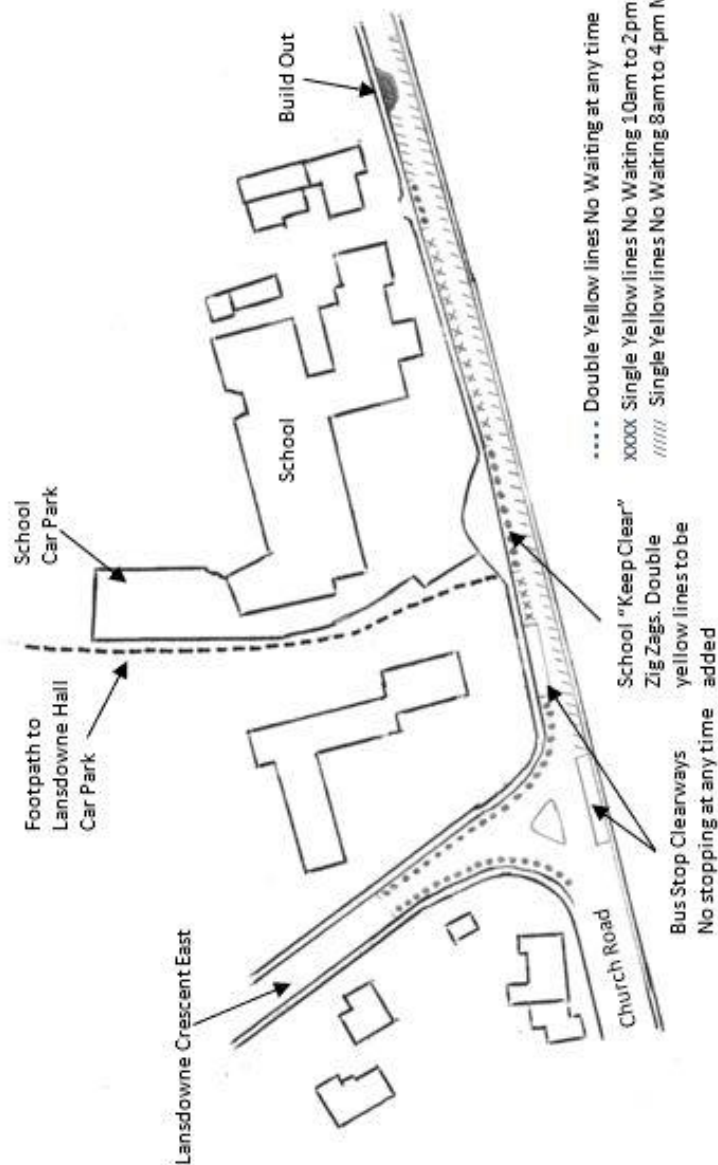 School
Car Park
Footpath to
Lansdowne Hall
Car Park
Build Out
School
Lansdowne Crescent East
Church Road
Bus Stop Clearways
No stopping at any time
School “Keep Clear”
Zig Zags. Double
yellow lines to be
added
Double Yellow lines No Waiting at any time
XXXX Single Yellow lines No Waiting 10am to 2pm
////// Single Yellow lines No Waiting 8am to 4pm M